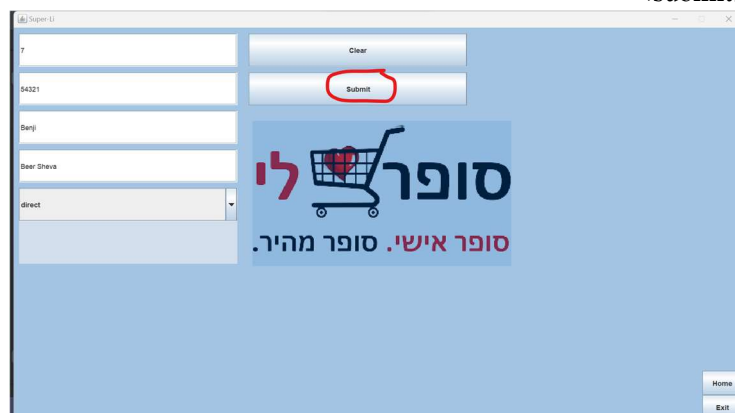 Super-Li
7
Clear
54321
Submit
Benji
Beer Sheva
direct
סופר לי
סופר אישי. סופר מהיר.
Home
Exit